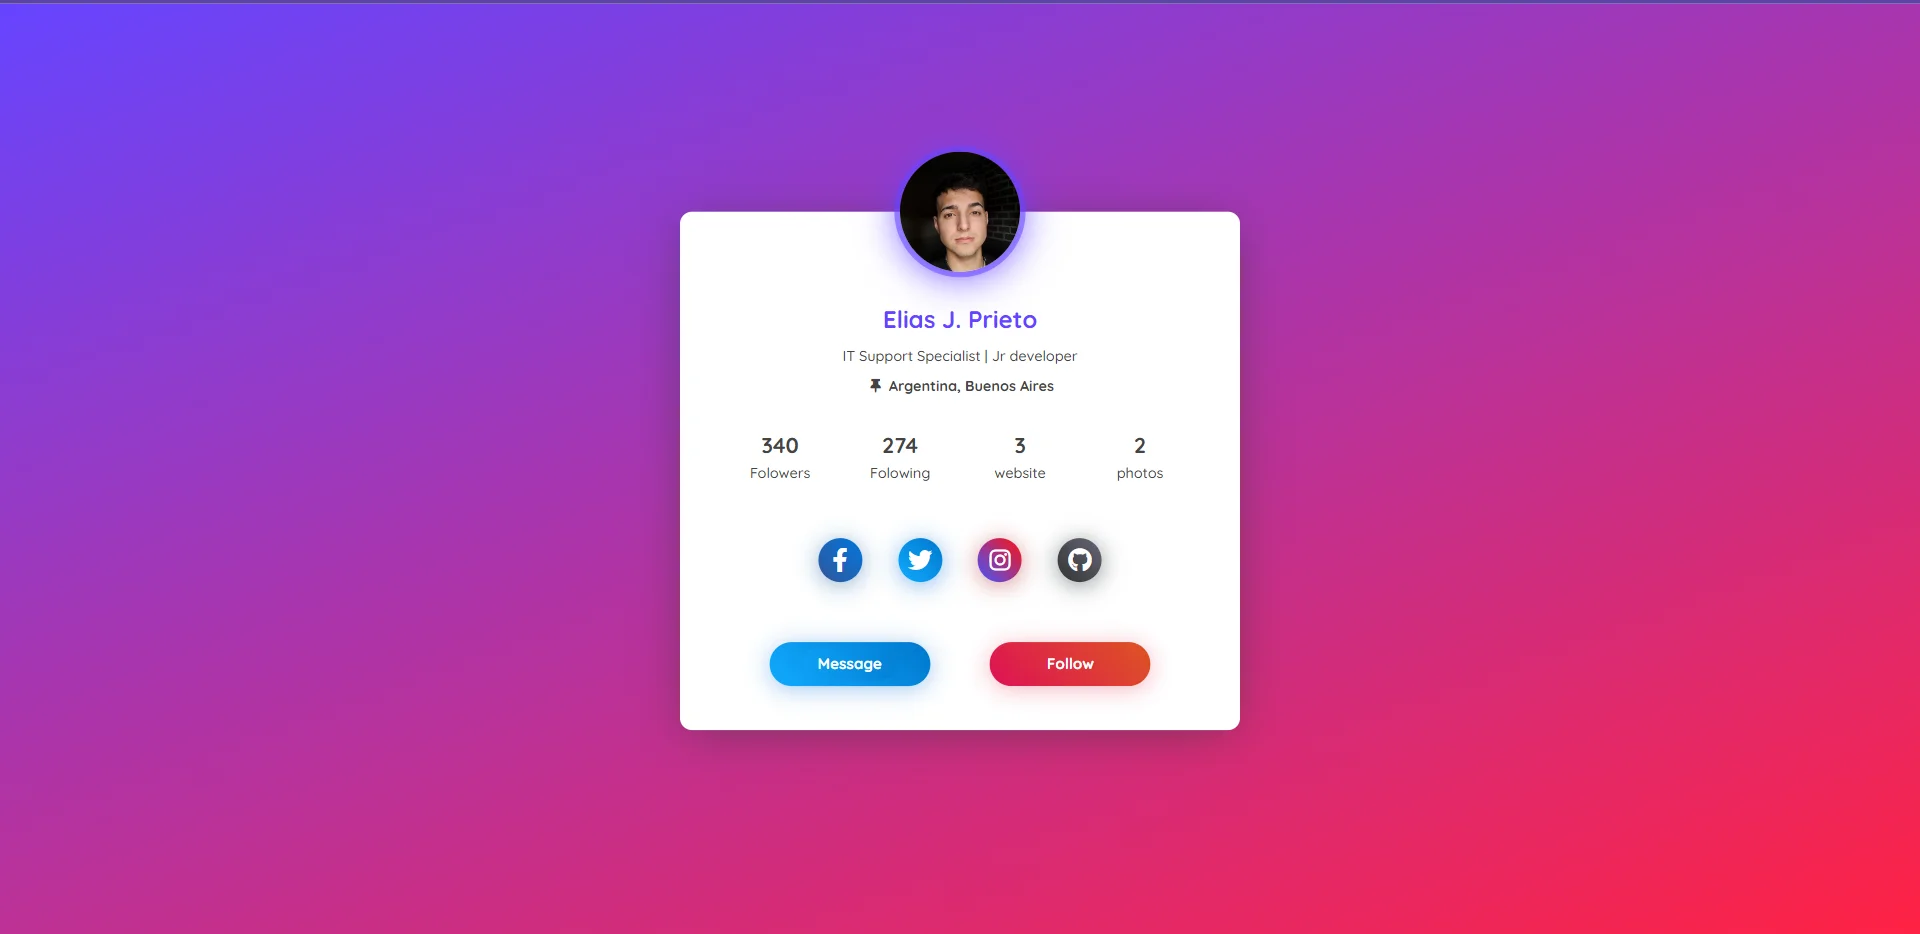 Elias J. Prieto
IT Support Specialist | Jr developer
Argentina, Buenos Aires
340 274 3 2
Folowers Folowing website photos
Message Follow